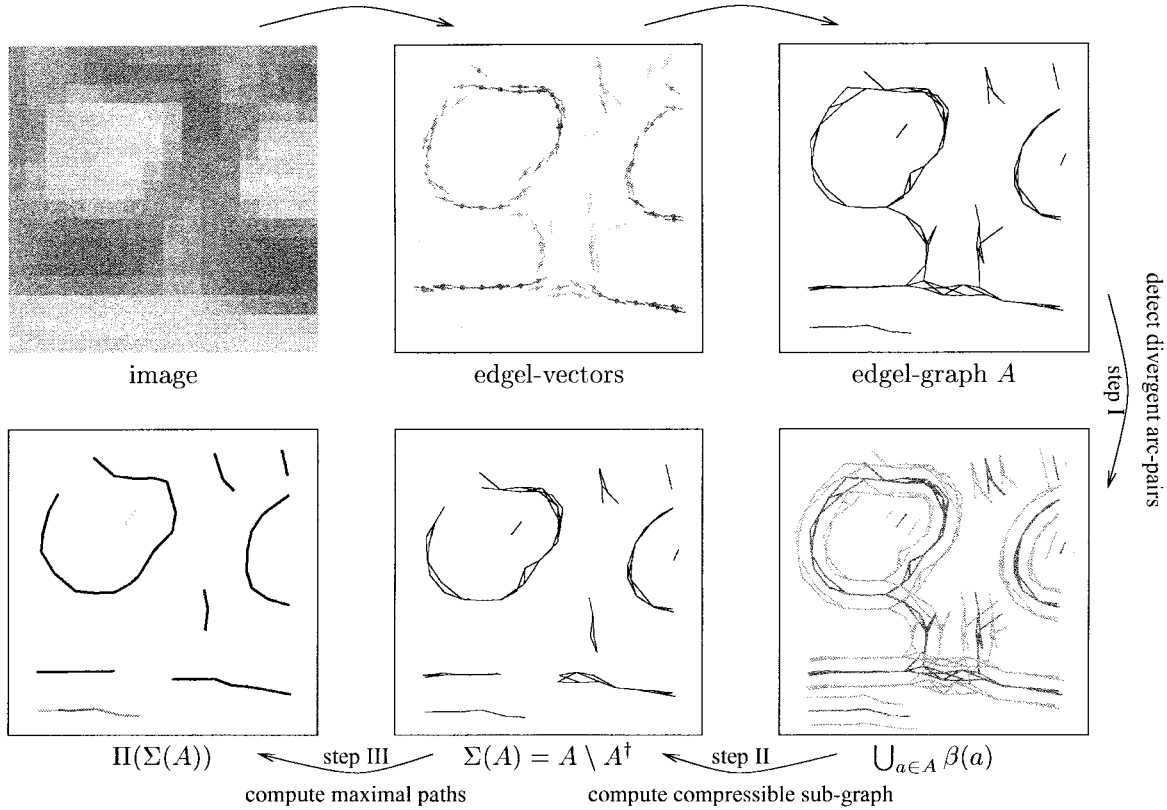 image
edgel-vectors
edgel-graph A
detect divergent arc-pairs
step I
Π(Σ(A))
step III
Σ(A) = A \ A†
step II
⋃a∈A β(a)
compute maximal paths
compute compressible sub-graph